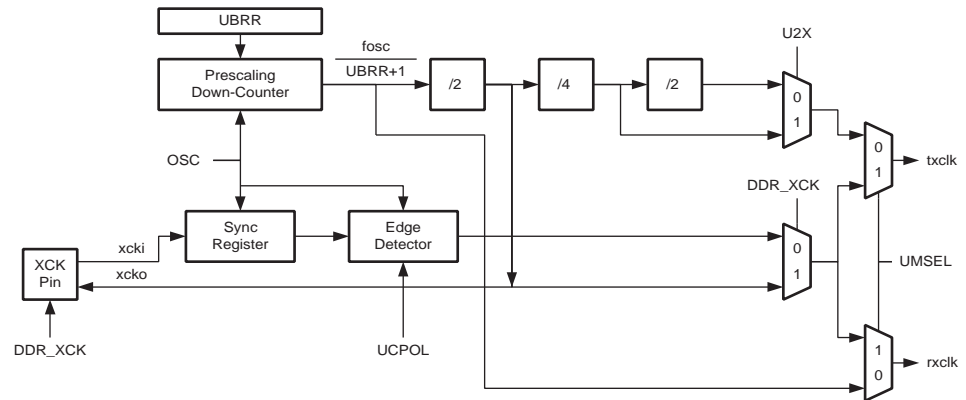 UBRR
fosc
U2X
Prescaling
Down-Counter
UBRR+1
/2
/4
/2
0
1
OSC
0
1
txclk
DDR_XCK
xcki
Sync
Register
Edge
Detector
0
1
XCK
Pin
xcko
UMSEL
DDR_XCK
UCPOL
1
0
rxclk